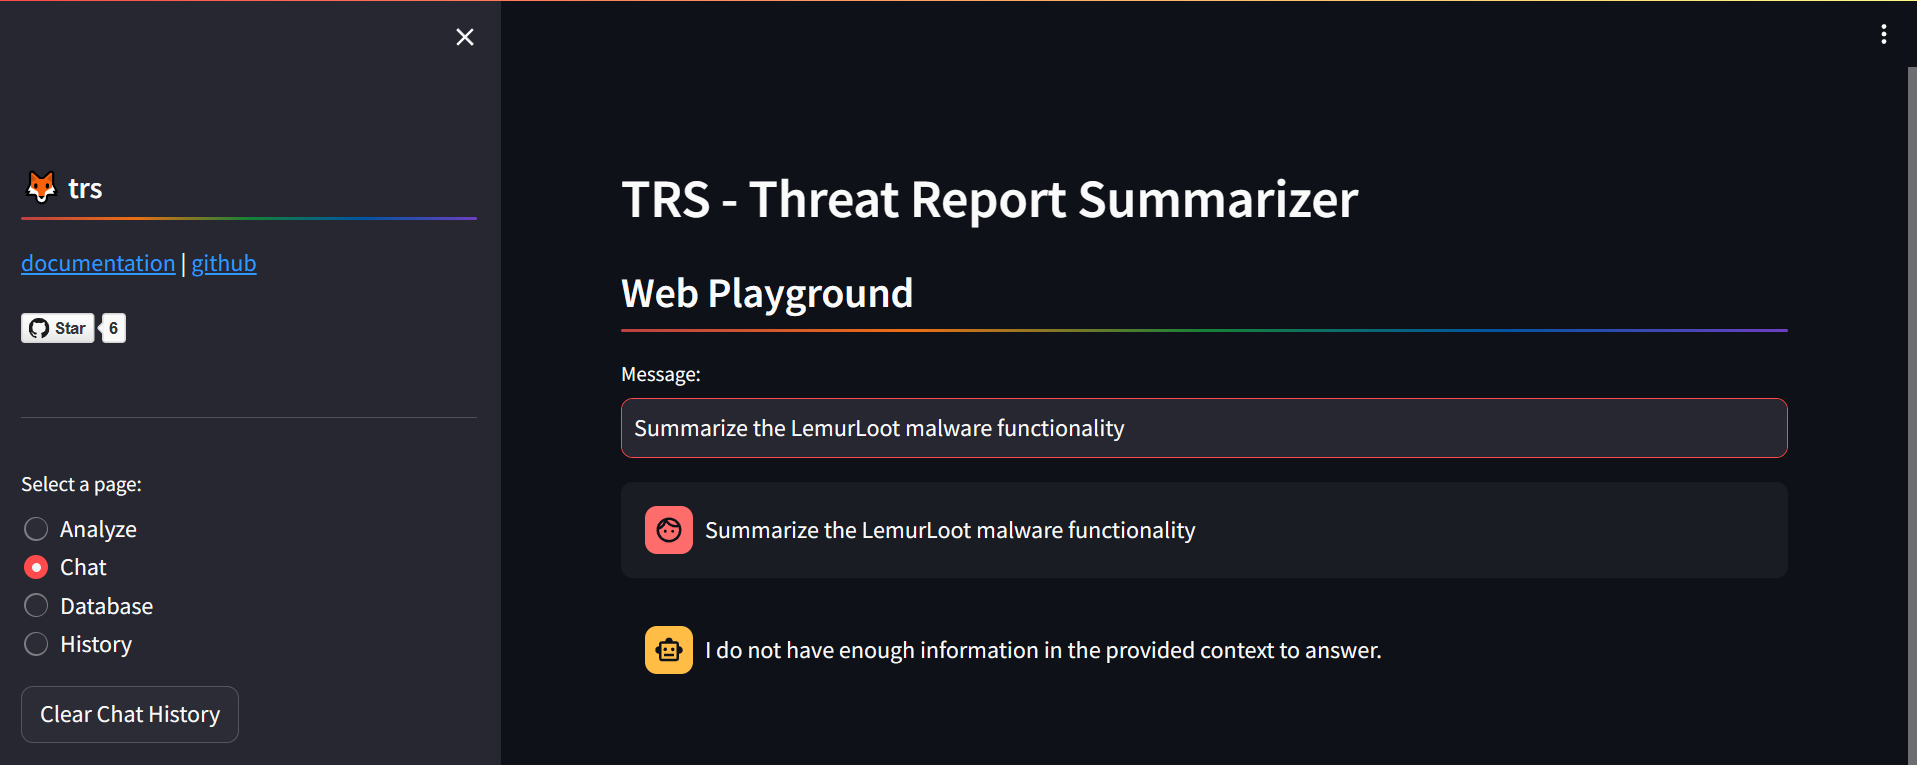 trs
documentation | github
Star 6
Select a page:
Analyze
Chat
Database
History
Clear Chat History
TRS - Threat Report Summarizer
Web Playground
Message:
Summarize the LemurLoot malware functionality
Summarize the LemurLoot malware functionality
I do not have enough information in the provided context to answer.